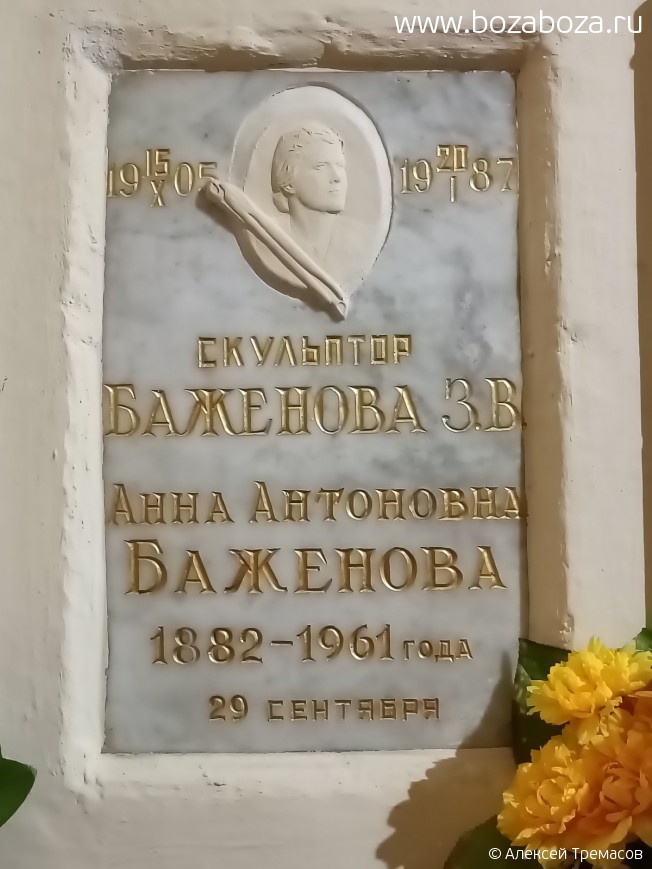 www.bozaboza.ru
19 15/X 05 19 20/I 87
СКУЛЬПТОР
БАЖЕНОВА З.В.
АННА АНТОНОВНА
БАЖЕНОВА
1882-1961 ГОДА
29 СЕНТЯБРЯ
© Алексей Тремасов